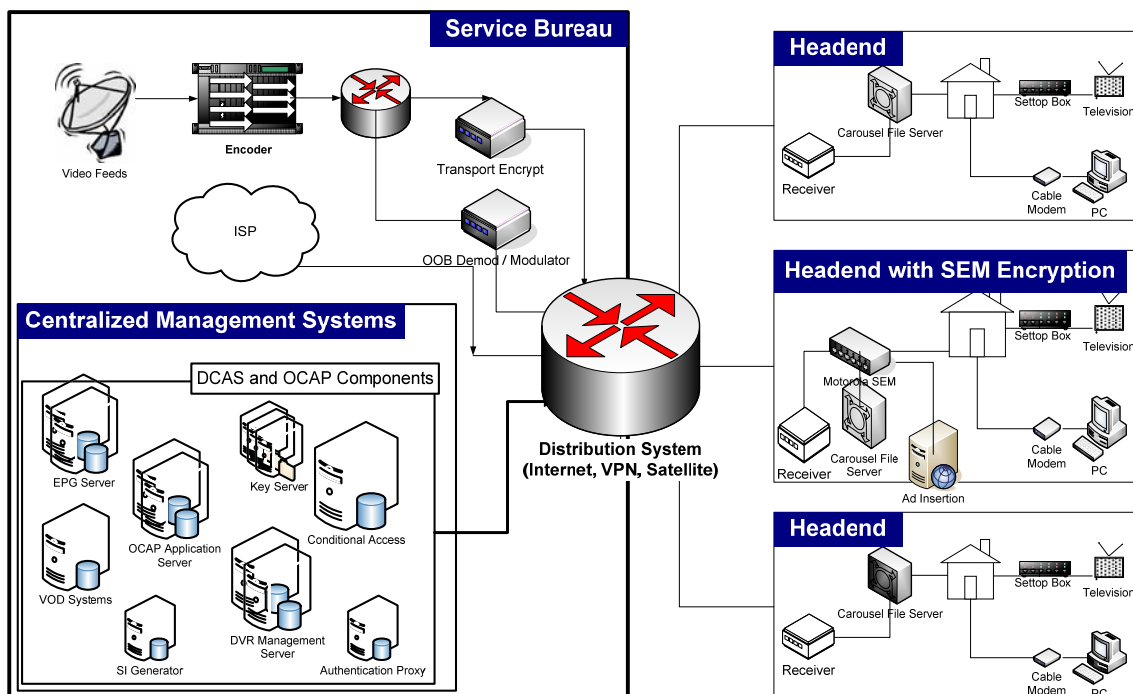 Service Bureau
Video Feeds
Encoder
Transport Encrypt
ISP
OOB Demod / Modulator
Centralized Management Systems
DCAS and OCAP Components
EPG Server
Key Server
OCAP Application
Server
Conditional Access
VOD Systems
SI Generator
DVR Management
Server
Authentication Proxy
Distribution System
(Internet, VPN, Satellite)
Headend
Carousel File Server
Settop Box
Television
Receiver
Cable
Modem
PC
Headend with SEM Encryption
Settop Box
Television
Motorola SEM
Receiver
Carousel File
Server
Ad Insertion
Cable
Modem
PC
Headend
Carousel File Server
Settop Box
Television
Receiver
Cable
Modem
PC